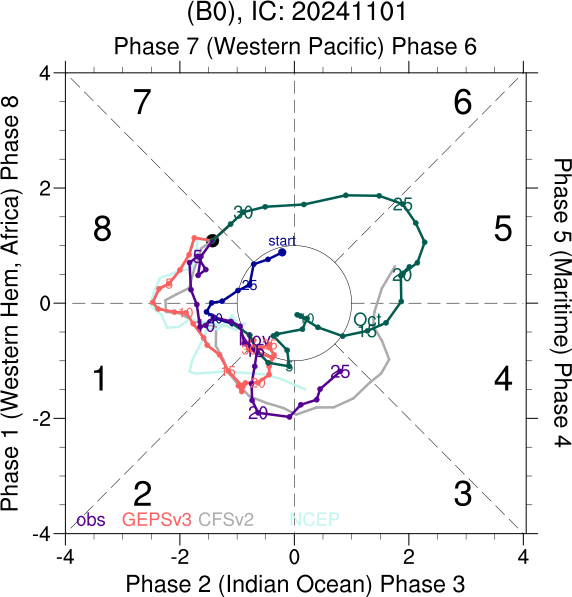 (B0), IC: 20241101
Phase 7 (Western Pacific) Phase 6
Phase 1 (Western Hem, Africa) Phase 8
Phase 5 (Maritime) Phase 4
4
2
0
-2
-4
7
6
8
5
1
4
2
3
30
25
start
5
25
20
Oct
15
Nov
15
5
25
20
obs GEPSv3 CFSv2 NCEP
-4 -2 0 2 4
Phase 2 (Indian Ocean) Phase 3